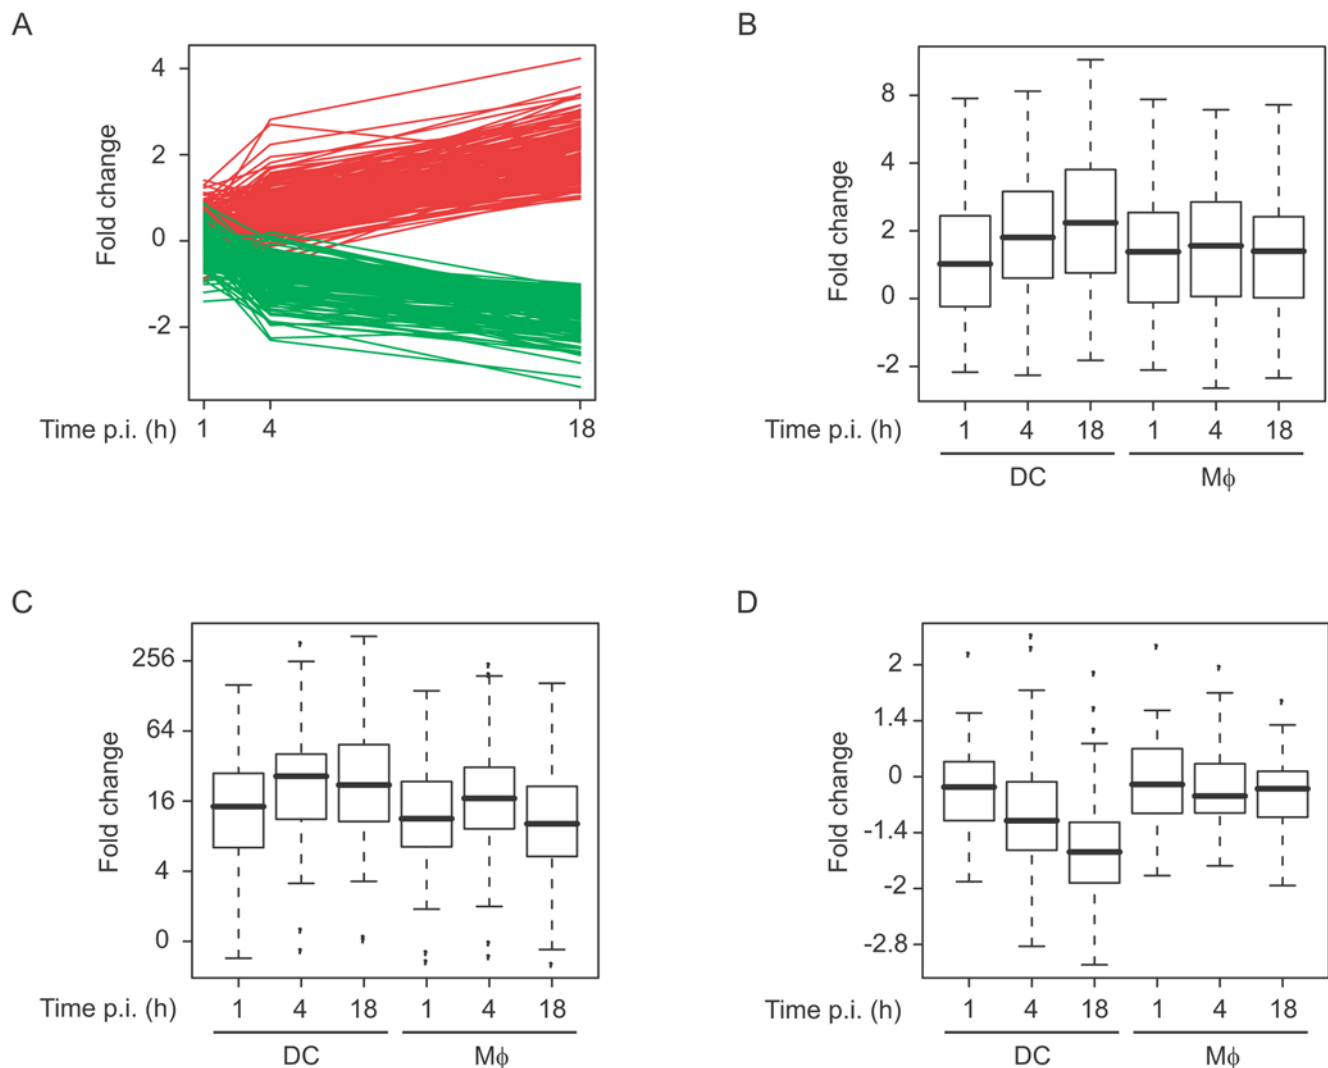 A
Fold change
4
2
0
-2
Time p.i. (h) 1 4 18
B
Fold change
8
4
2
0
-2
Time p.i. (h) 1 4 18 1 4 18
DC Mϕ
C
Fold change
256
64
16
4
0
Time p.i. (h) 1 4 18 1 4 18
DC Mϕ
D
Fold change
2
1.4
0
-1.4
-2
-2.8
Time p.i. (h) 1 4 18 1 4 18
DC Mϕ